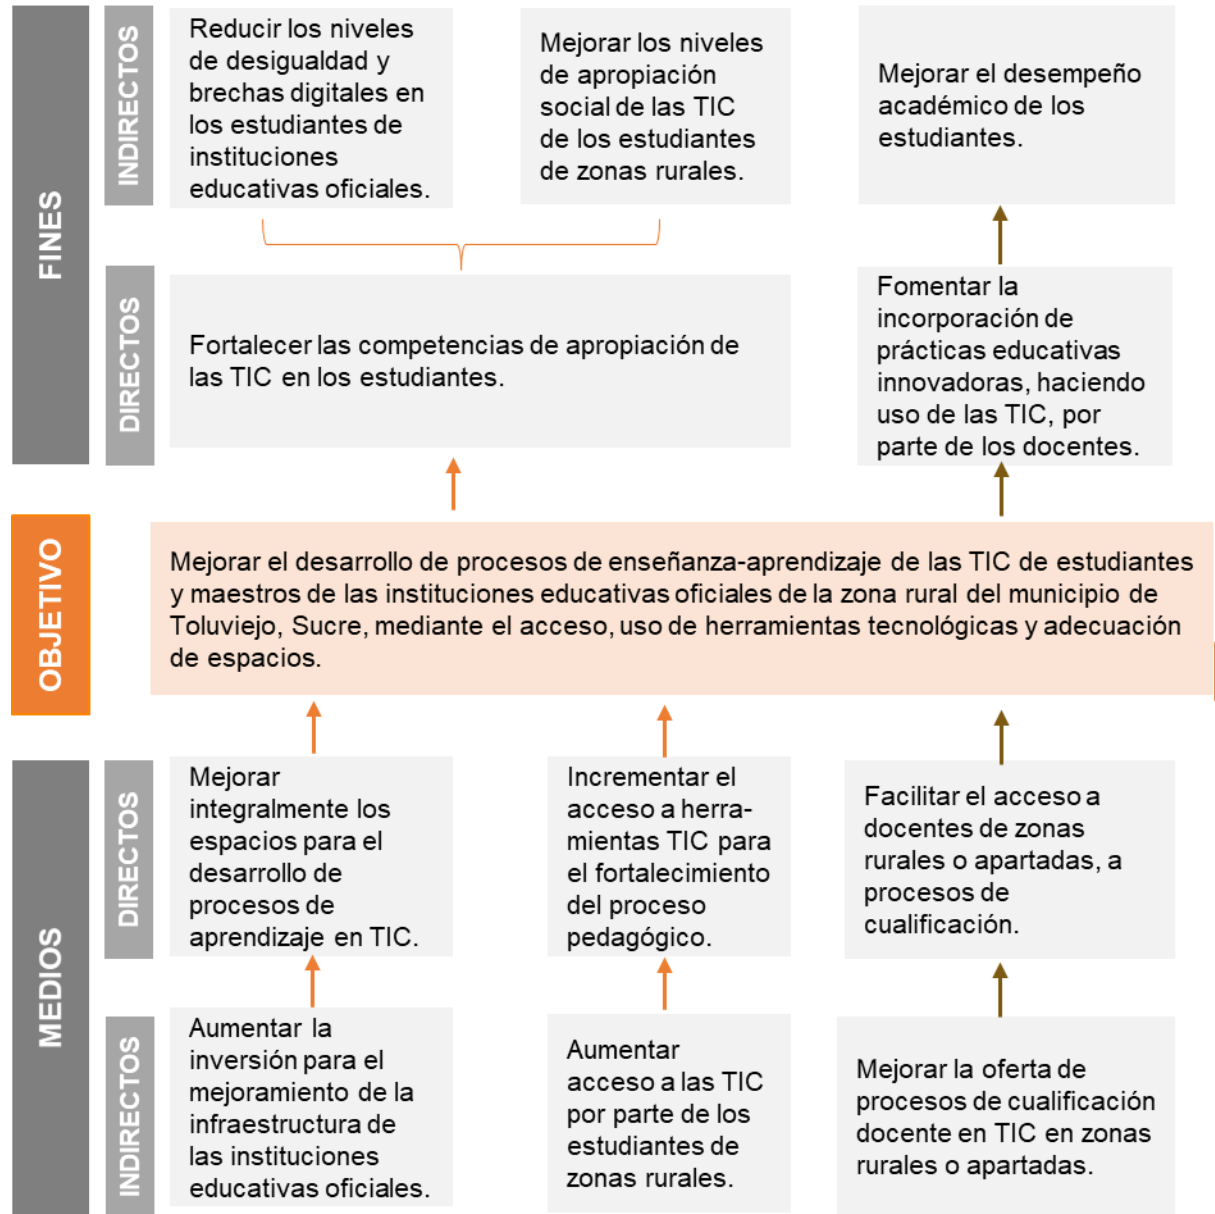 FINES
INDIRECTOS
Reducir los niveles
de desigualdad y
brechas digitales en
los estudiantes de
instituciones
educativas oficiales.
Mejorar los niveles
de apropiación
social de las TIC
de los estudiantes
de zonas rurales.
Mejorar el desempeño
académico de los
estudiantes.
DIRECTOS
Fortalecer las competencias de apropiación de
las TIC en los estudiantes.
Fomentar la
incorporación de
prácticas educativas
innovadoras, haciendo
uso de las TIC, por
parte de los docentes.
OBJETIVO
Mejorar el desarrollo de procesos de enseñanza-aprendizaje de las TIC de estudiantes
y maestros de las instituciones educativas oficiales de la zona rural del municipio de
Toluviejo, Sucre, mediante el acceso, uso de herramientas tecnológicas y adecuación
de espacios.
MEDIOS
DIRECTOS
Mejorar
integralmente los
espacios para el
desarrollo de
procesos de
aprendizaje en TIC.
Incrementar el
acceso a herra-
mientas TIC para
el fortalecimiento
del proceso
pedagógico.
Facilitar el acceso a
docentes de zonas
rurales o apartadas, a
procesos de
cualificación.
INDIRECTOS
Aumentar la
inversión para el
mejoramiento de la
infraestructura de
las instituciones
educativas oficiales.
Aumentar
acceso a las TIC
por parte de los
estudiantes de
zonas rurales.
Mejorar la oferta de
procesos de cualificación
docente en TIC en zonas
rurales o apartadas.